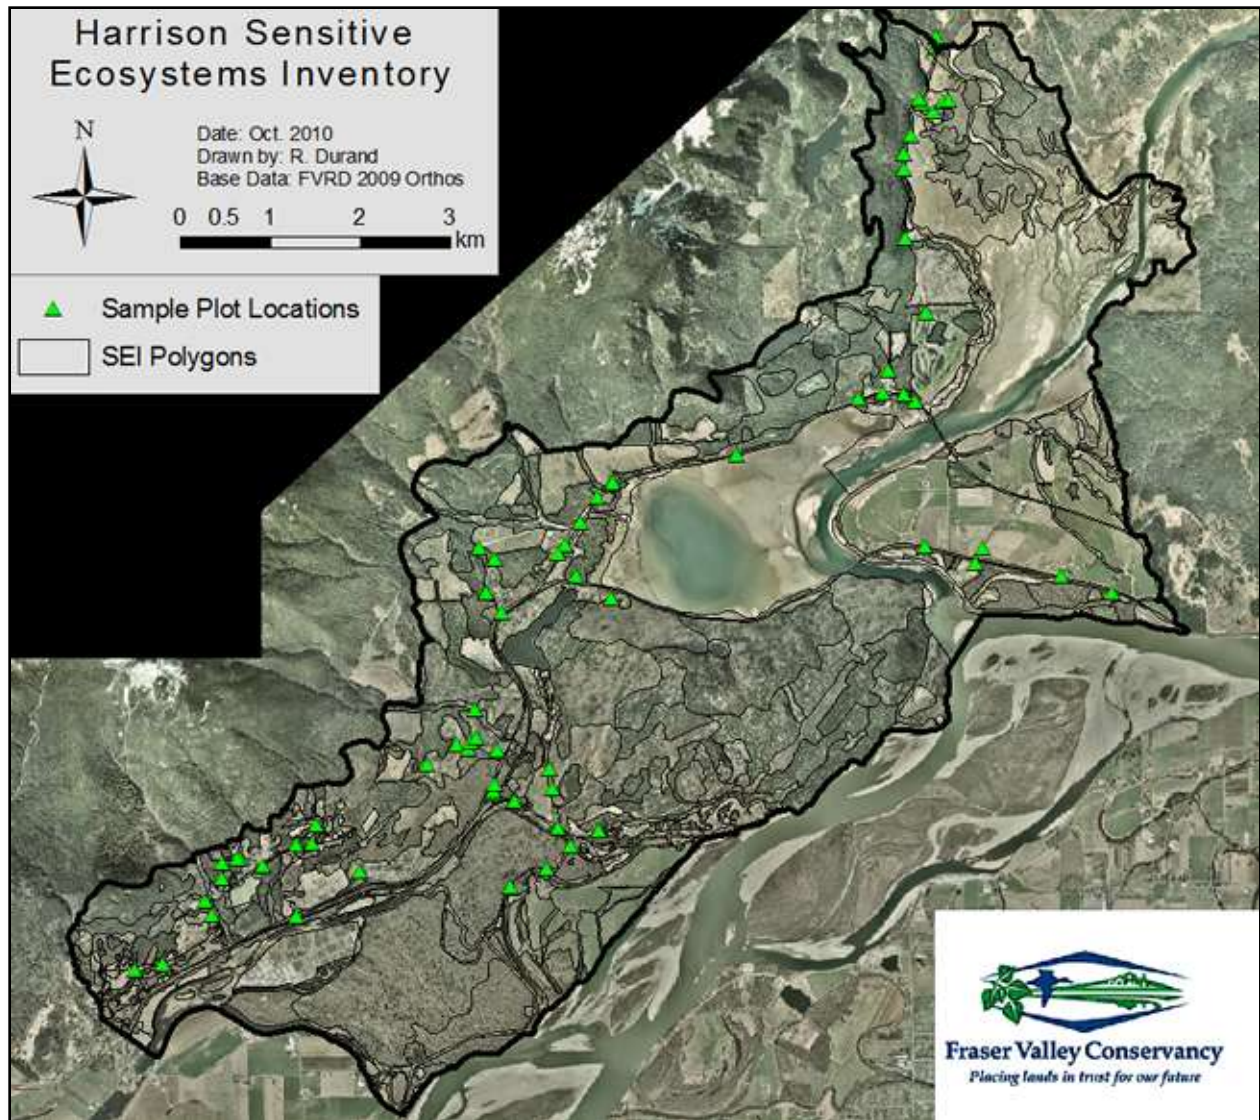 Harrison Sensitive
Ecosystems Inventory
N
Date: Oct. 2010
Drawn by: R. Durand
Base Data: FVRD 2009 Orthos
0 0.5 1 2 3
km
Sample Plot Locations
SEI Polygons
Fraser Valley Conservancy
Placing lands in trust for our future